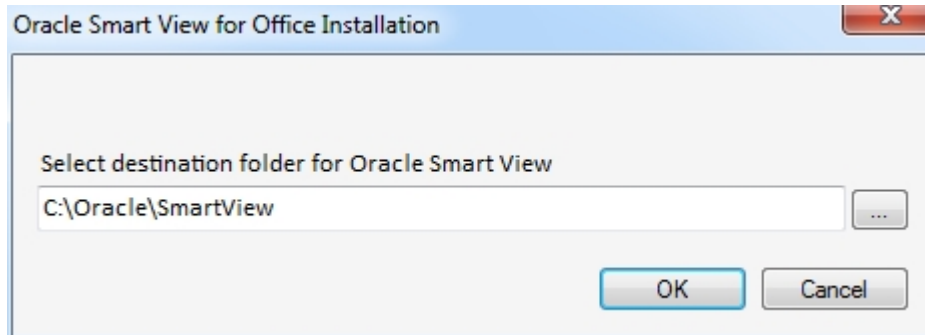 Oracle Smart View for Office Installation
Select destination folder for Oracle Smart View
C:\Oracle\SmartView
...
OK
Cancel